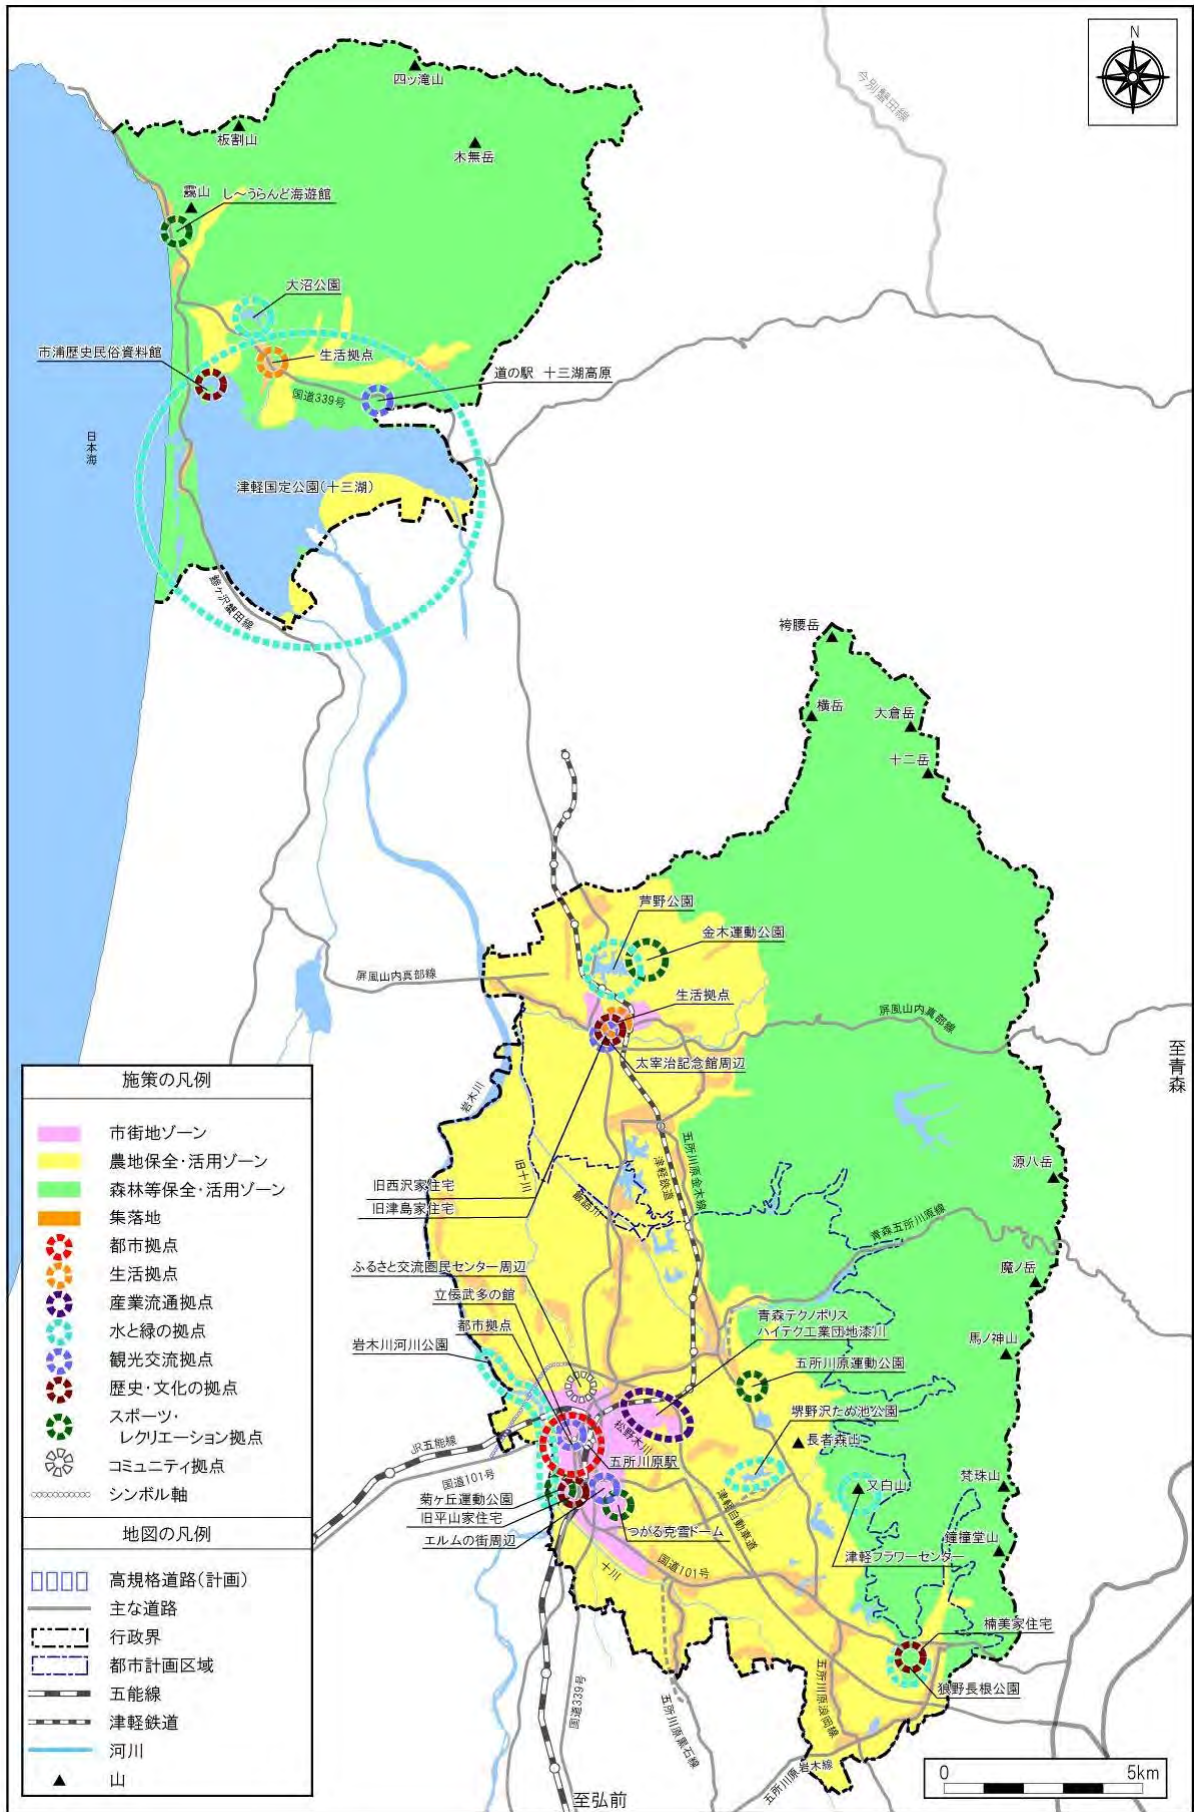 N
今別蟹田線
四ッ滝山
板割山
木無岳
靄山
し～うらんど海遊館
大沼公園
市浦歴史民俗資料館
生活拠点
道の駅 十三湖高原
国道339号
日本海
津軽国定公園(十三湖)
鰺ヶ沢蟹田線
袴腰岳
横岳
大倉岳
十二岳
芦野公園
金木運動公園
屏風山内真部線
生活拠点
屏風山内真部線
太宰治記念館周辺
至青森
岩木川
旧十川
飯詰川
津軽鉄道
五所川原金木線
源八岳
旧西沢家住宅
旧津島家住宅
青森五所川原線
魔ノ岳
ふるさと交流圏民センター周辺
立佞武多の館
都市拠点
岩木川河川公園
青森テクノポリス
ハイテク工業団地漆川
馬ノ神山
五所川原運動公園
堺野沢ため池公園
長者森山
松野木川
JR五能線
五所川原駅
国道101号
梵珠山
又白山
菊ヶ丘運動公園
旧平山家住宅
エルムの街周辺
つがる克雪ドーム
津軽自動車道
鐘撞堂山
津軽フラワーセンター
国道101号
十川
楠美家住宅
狼野長根公園
五所川原浪岡線
国道339号
五所川原黒石線
五所川原岩木線
至弘前
0 5km
施策の凡例
市街地ゾーン
農地保全・活用ゾーン
森林等保全・活用ゾーン
集落地
都市拠点
生活拠点
産業流通拠点
水と緑の拠点
観光交流拠点
歴史・文化の拠点
スポーツ・
レクリエーション拠点
コミュニティ拠点
シンボル軸
地図の凡例
高規格道路(計画)
主な道路
行政界
都市計画区域
五能線
津軽鉄道
河川
山